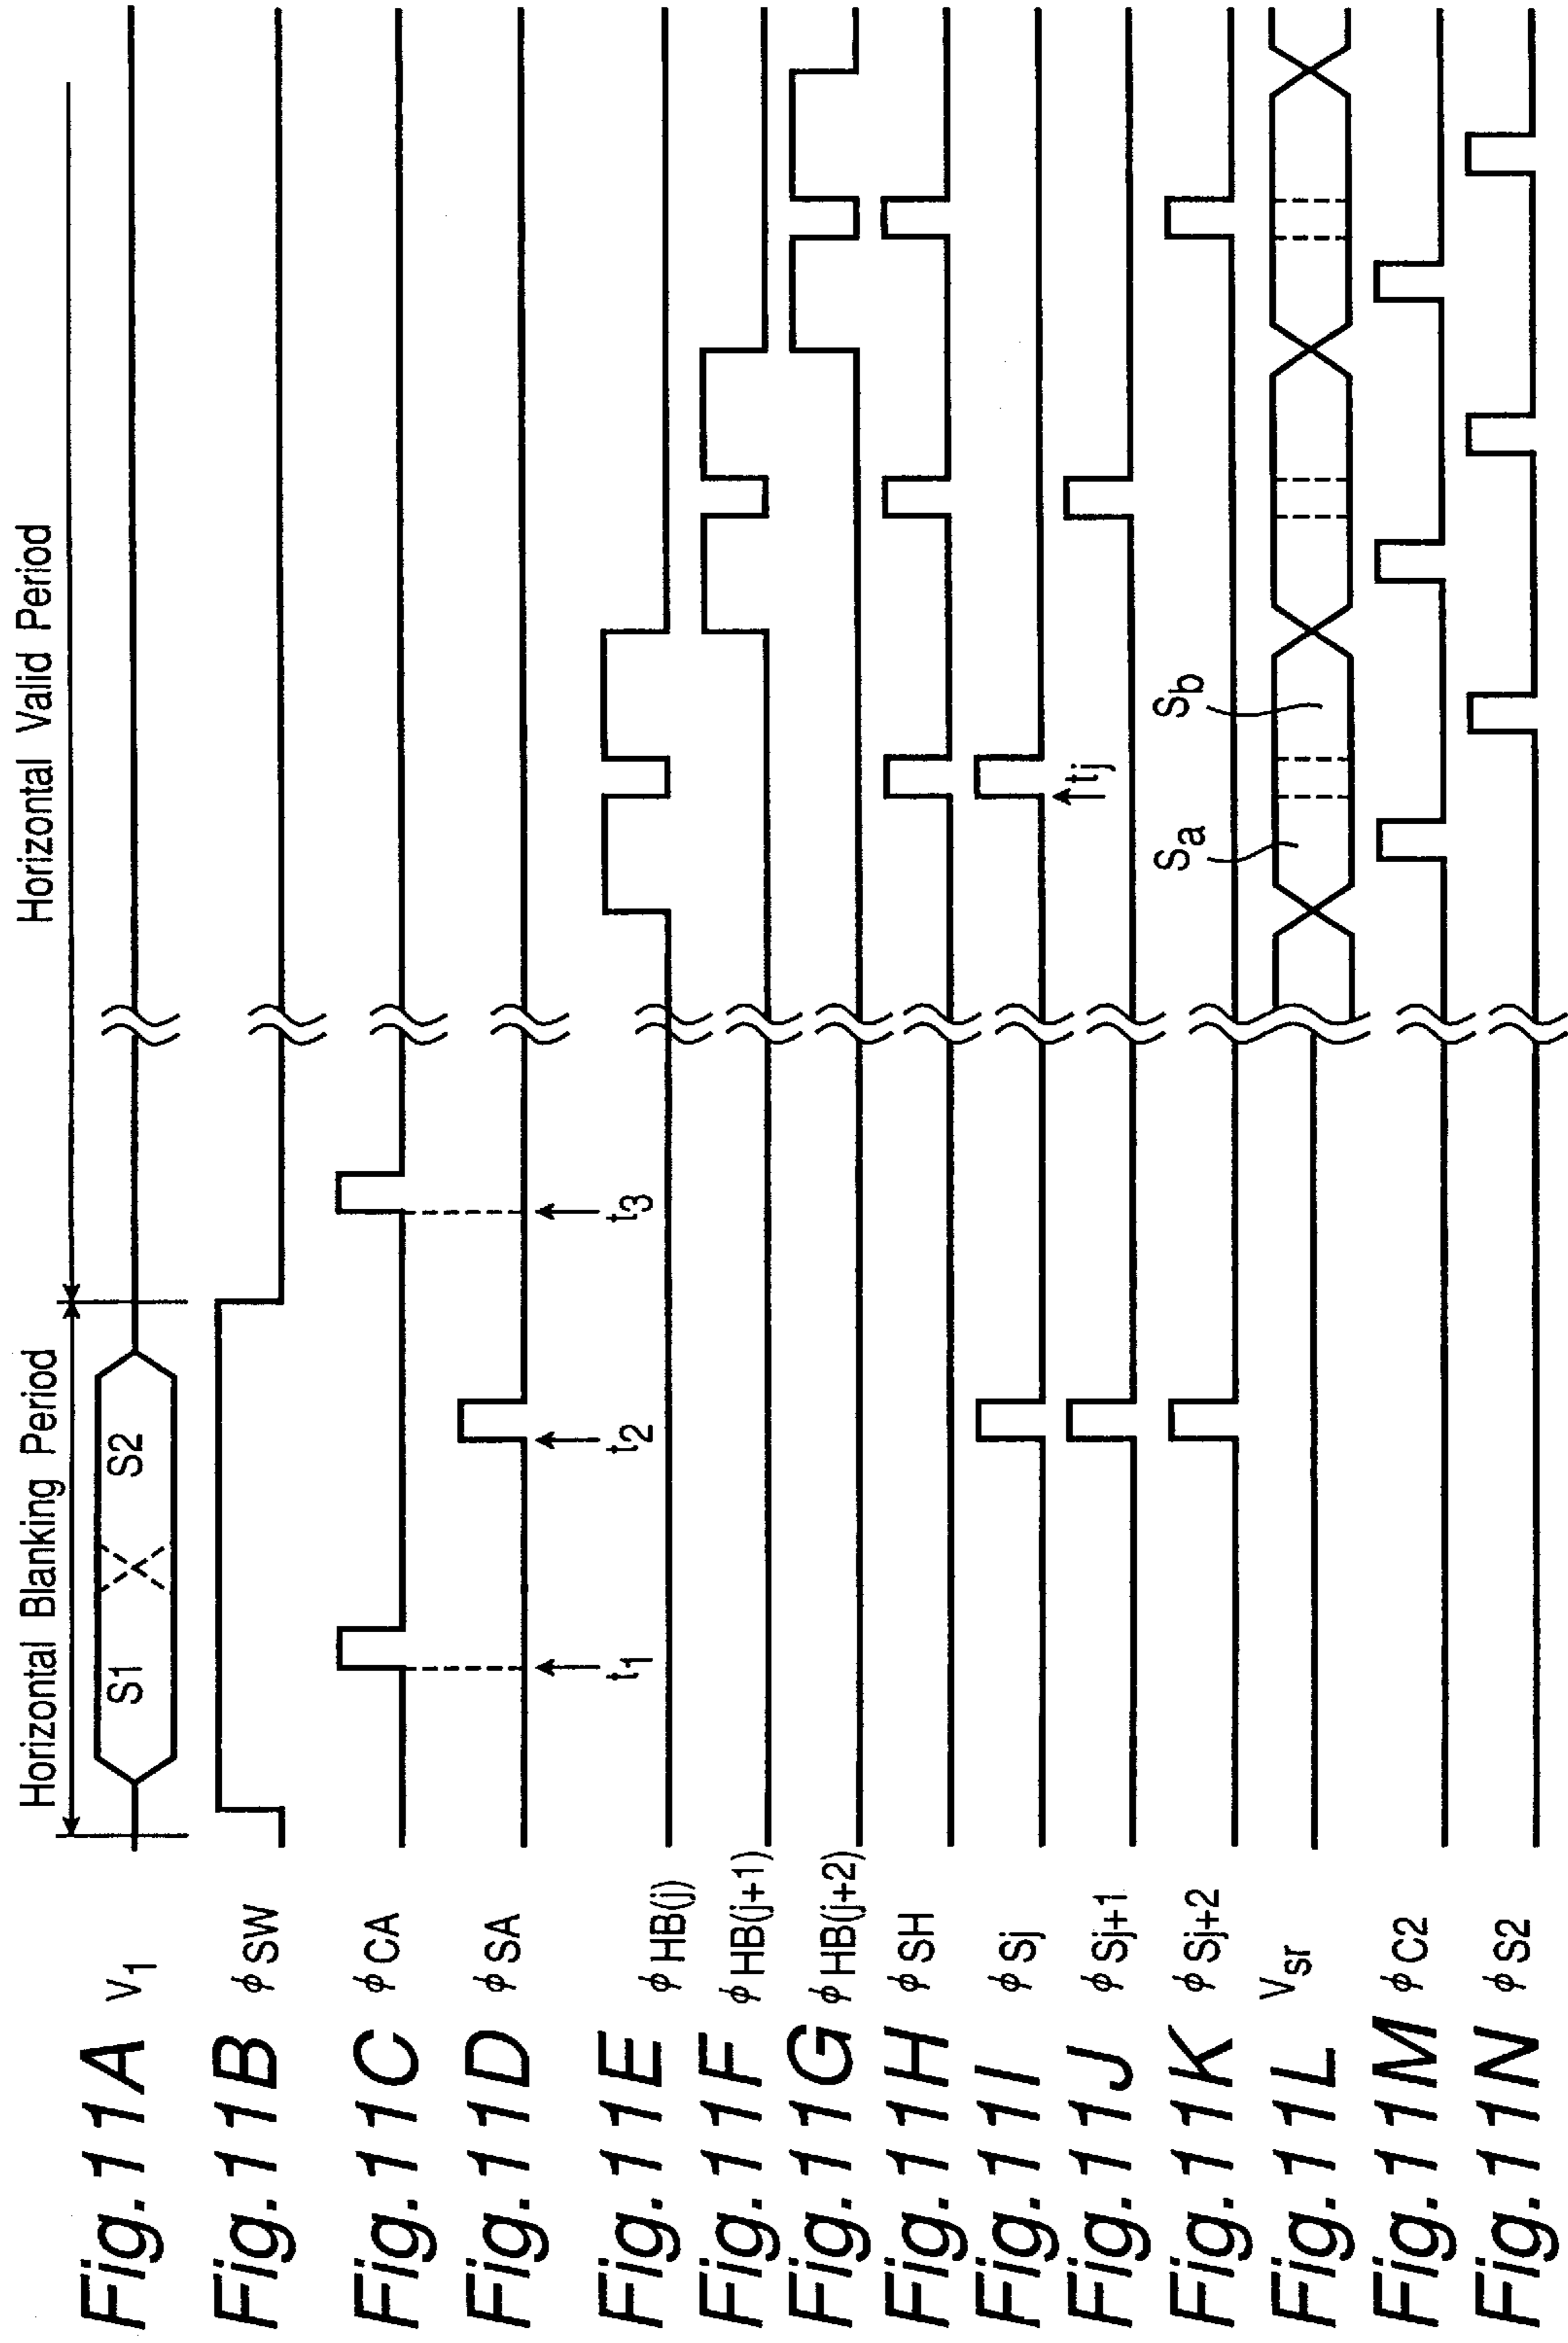 Horizontal Blanking Period
Horizontal Valid Period
Fig. 11A V1
S1 S2
Fig. 11B φSW
Fig. 11C φCA
Fig. 11D φSA
t1 t2 t3
Fig. 11E φHB(j)
Fig. 11F φHB(j+1)
Fig. 11G φHB(j+2)
Fig. 11H φSH
Fig. 11I φSj
tj
Fig. 11J φSj+1
Fig. 11K φSj+2
Sa Sb
Fig. 11L Vsr
Fig. 11M φC2
Fig. 11N φS2